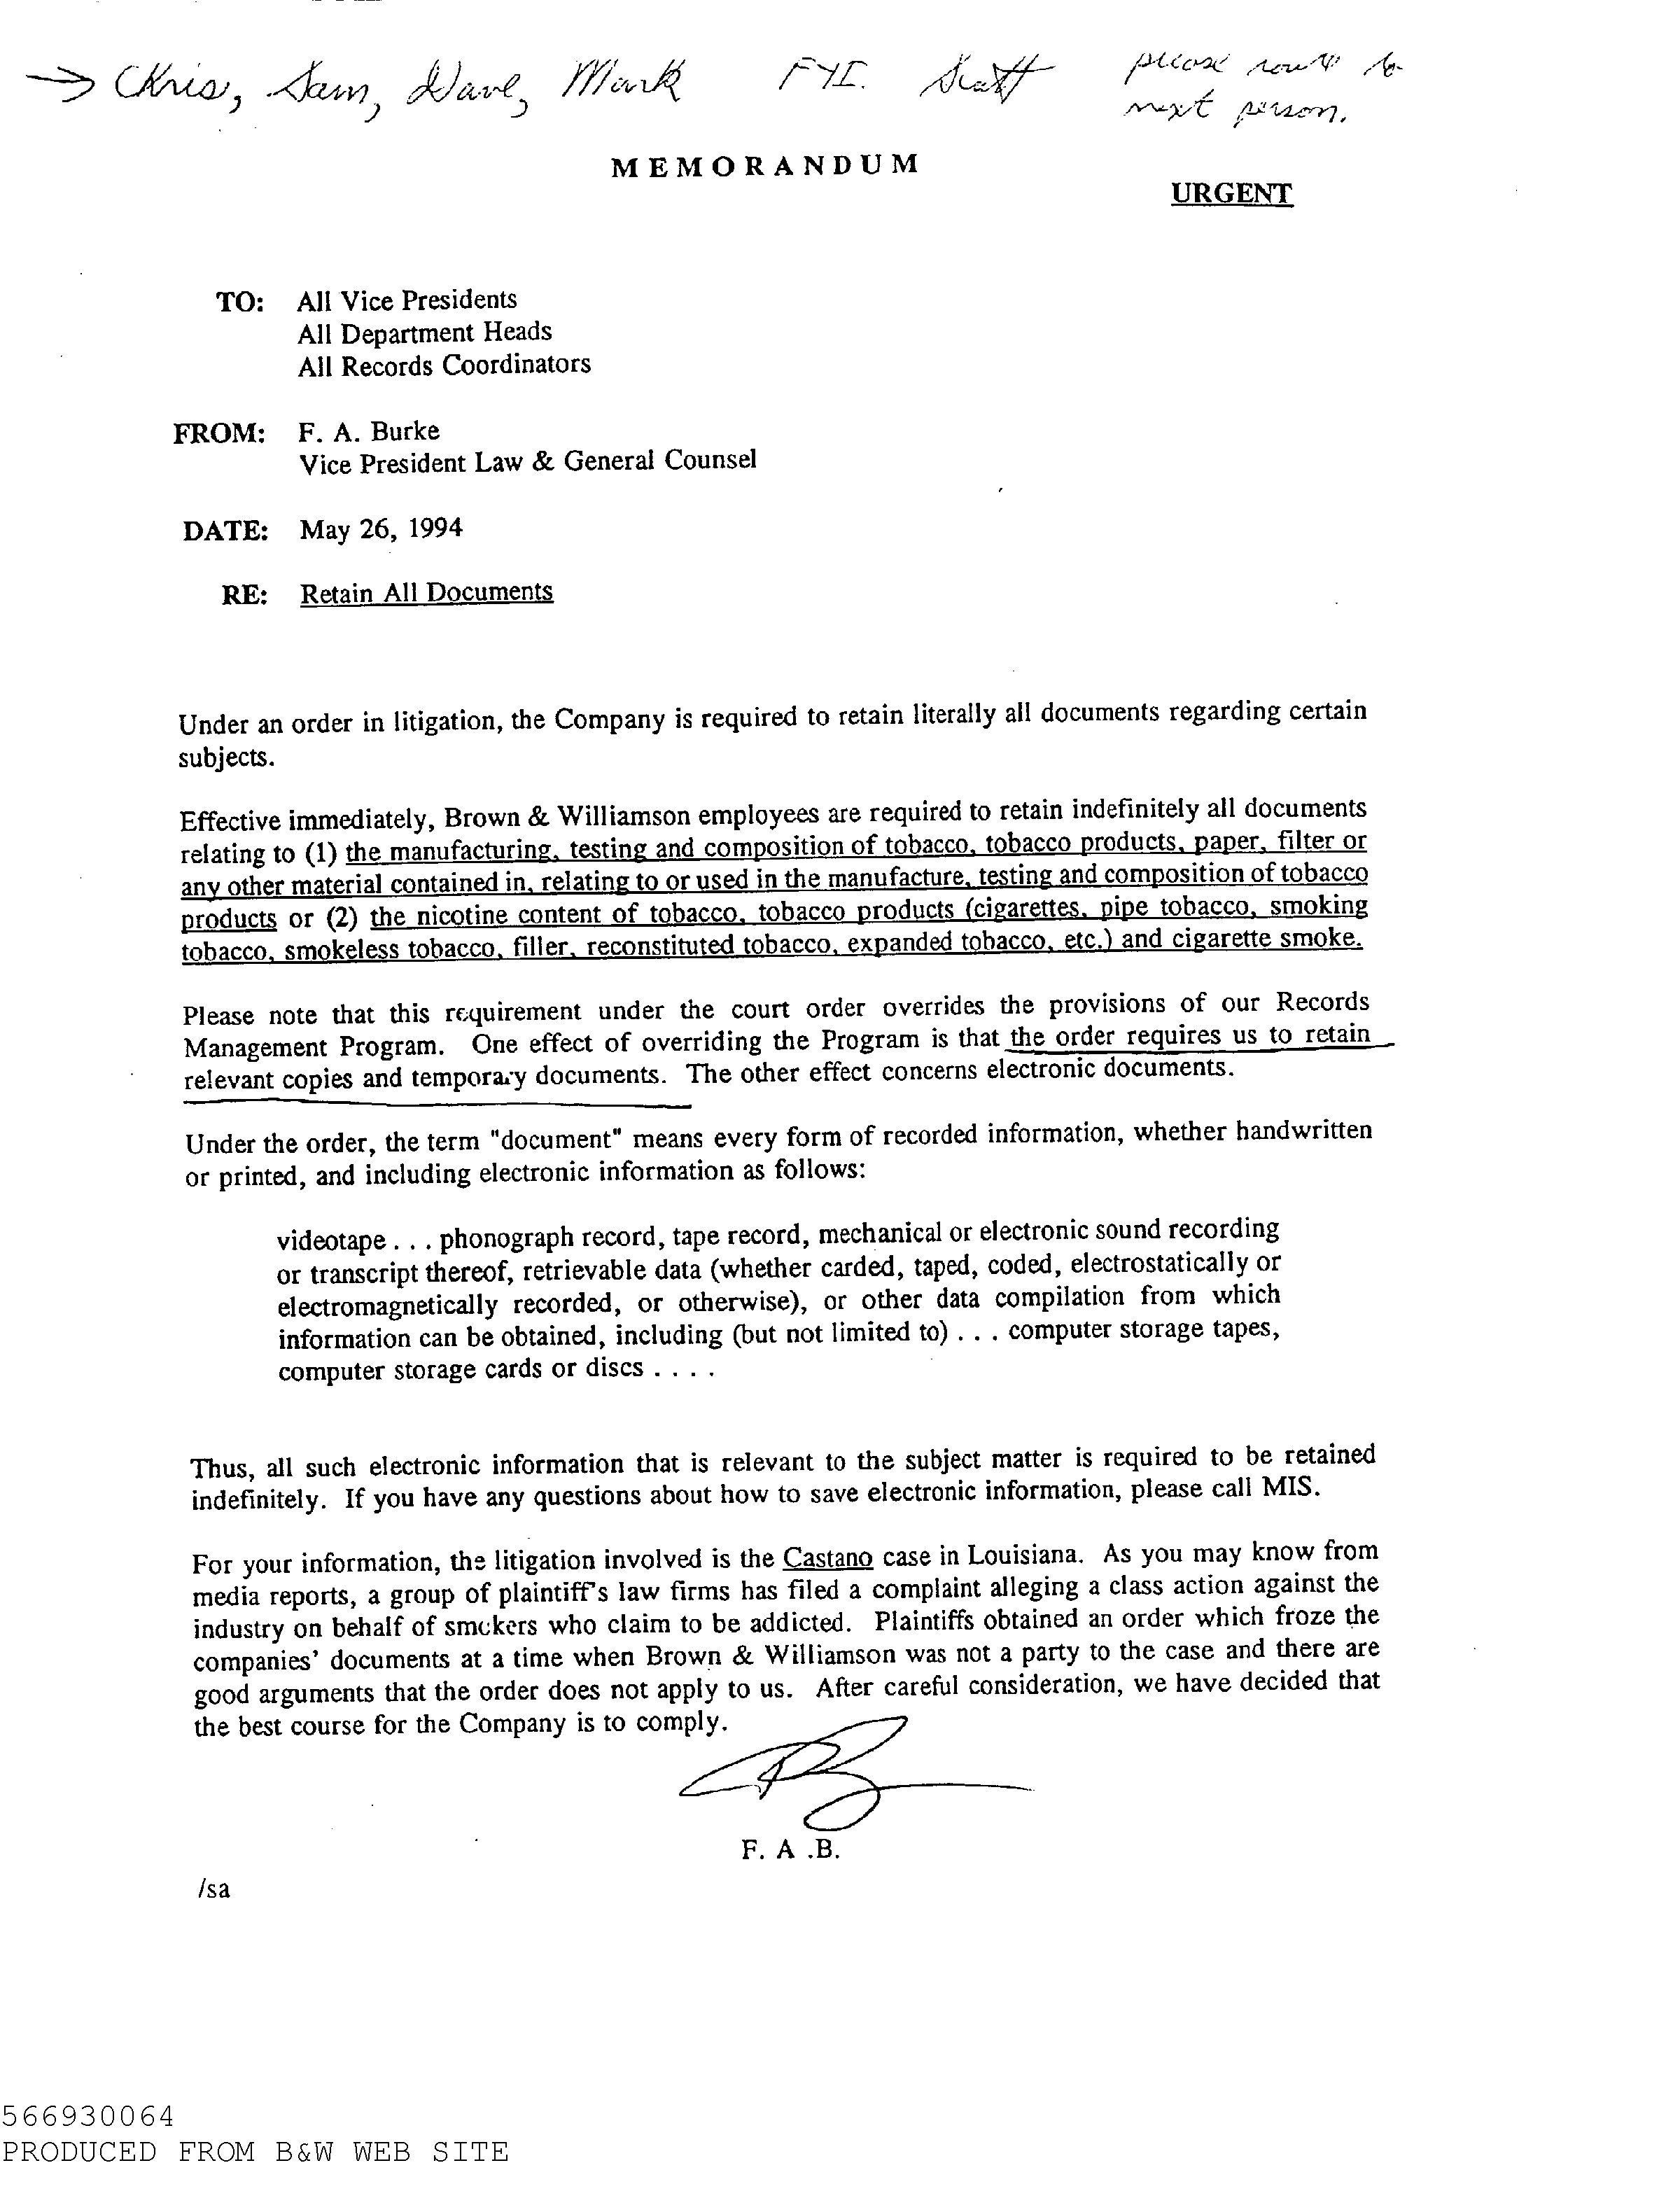 → Chris, Sam, Dave, Mark FYI. Scott please route to
next person.
MEMORANDUM
URGENT
TO: All Vice Presidents
All Department Heads
All Records Coordinators
FROM: F. A. Burke
Vice President Law & General Counsel
DATE: May 26, 1994
RE: Retain All Documents
Under an order in litigation, the Company is required to retain literally all documents regarding certain
subjects.
Effective immediately, Brown & Williamson employees are required to retain indefinitely all documents
relating to (1) the manufacturing, testing and composition of tobacco, tobacco products, paper, filter or
any other material contained in, relating to or used in the manufacture, testing and composition of tobacco
products or (2) the nicotine content of tobacco, tobacco products (cigarettes, pipe tobacco, smoking
tobacco, smokeless tobacco, filler, reconstituted tobacco, expanded tobacco, etc.) and cigarette smoke.
Please note that this requirement under the court order overrides the provisions of our Records
Management Program. One effect of overriding the Program is that the order requires us to retain
relevant copies and temporary documents. The other effect concerns electronic documents.
Under the order, the term "document" means every form of recorded information, whether handwritten
or printed, and including electronic information as follows:
videotape . . . phonograph record, tape record, mechanical or electronic sound recording
or transcript thereof, retrievable data (whether carded, taped, coded, electrostatically or
electromagnetically recorded, or otherwise), or other data compilation from which
information can be obtained, including (but not limited to) . . . computer storage tapes,
computer storage cards or discs . . . .
Thus, all such electronic information that is relevant to the subject matter is required to be retained
indefinitely. If you have any questions about how to save electronic information, please call MIS.
For your information, the litigation involved is the Castano case in Louisiana. As you may know from
media reports, a group of plaintiff's law firms has filed a complaint alleging a class action against the
industry on behalf of smokers who claim to be addicted. Plaintiffs obtained an order which froze the
companies' documents at a time when Brown & Williamson was not a party to the case and there are
good arguments that the order does not apply to us. After careful consideration, we have decided that
the best course for the Company is to comply.
F. A .B.
/sa
566930064
PRODUCED FROM B&W WEB SITE